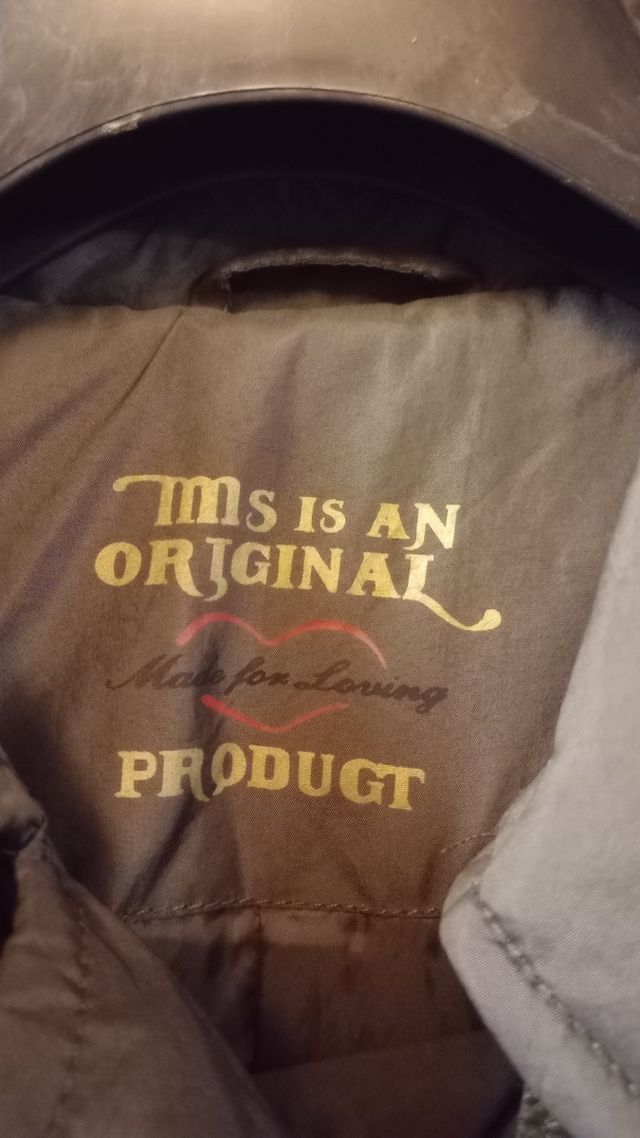 THIS IS AN
ORIGINAL
Made for Loving
PRODUCT